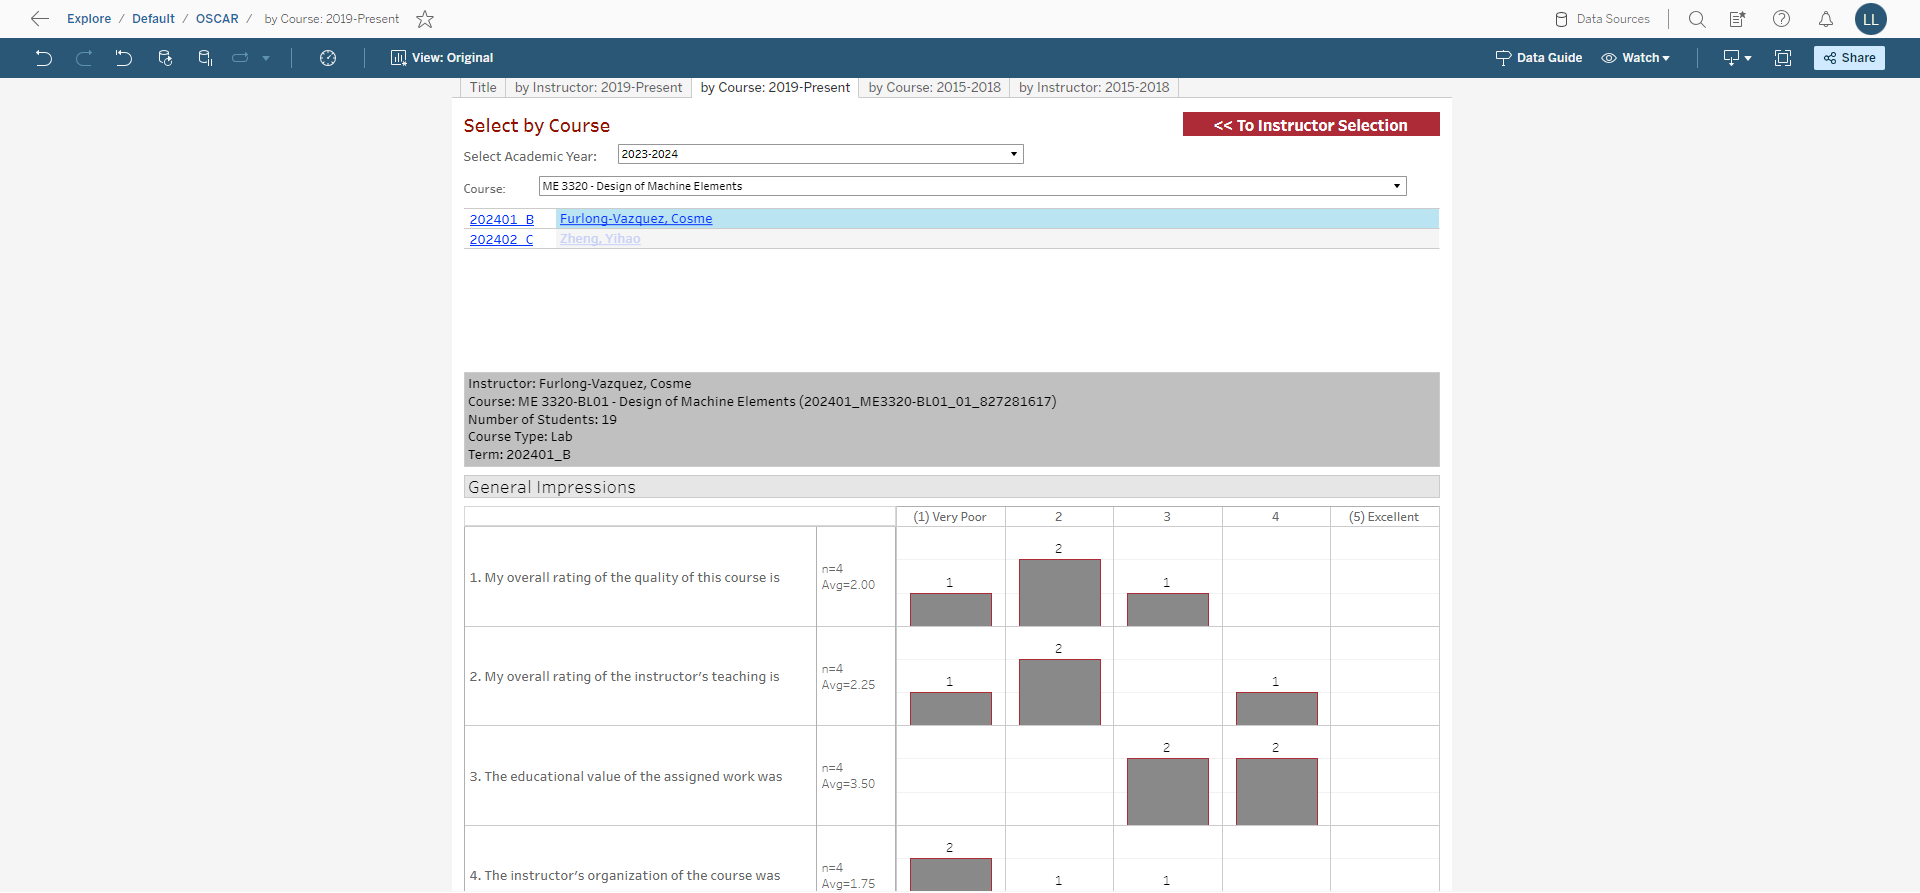 Explore / Default / OSCAR / by Course: 2019-Present
Data Sources
LL
View: Original
Data Guide
Watch
Share
Title
by Instructor: 2019-Present
by Course: 2019-Present
by Course: 2015-2018
by Instructor: 2015-2018
Select by Course
<< To Instructor Selection
Select Academic Year:
2023-2024
Course:
ME 3320 - Design of Machine Elements
202401_B
Furlong-Vazquez, Cosme
202402_C
Zheng, Yihao
Instructor: Furlong-Vazquez, Cosme
Course: ME 3320-BL01 - Design of Machine Elements (202401_ME3320-BL01_01_827281617)
Number of Students: 19
Course Type: Lab
Term: 202401_B
General Impressions
(1) Very Poor
2
3
4
(5) Excellent
1. My overall rating of the quality of this course is
n=4
Avg=2.00
1
2
1
2. My overall rating of the instructor's teaching is
n=4
Avg=2.25
1
2
1
3. The educational value of the assigned work was
n=4
Avg=3.50
2
2
4. The instructor's organization of the course was
n=4
Avg=1.75
2
1
1